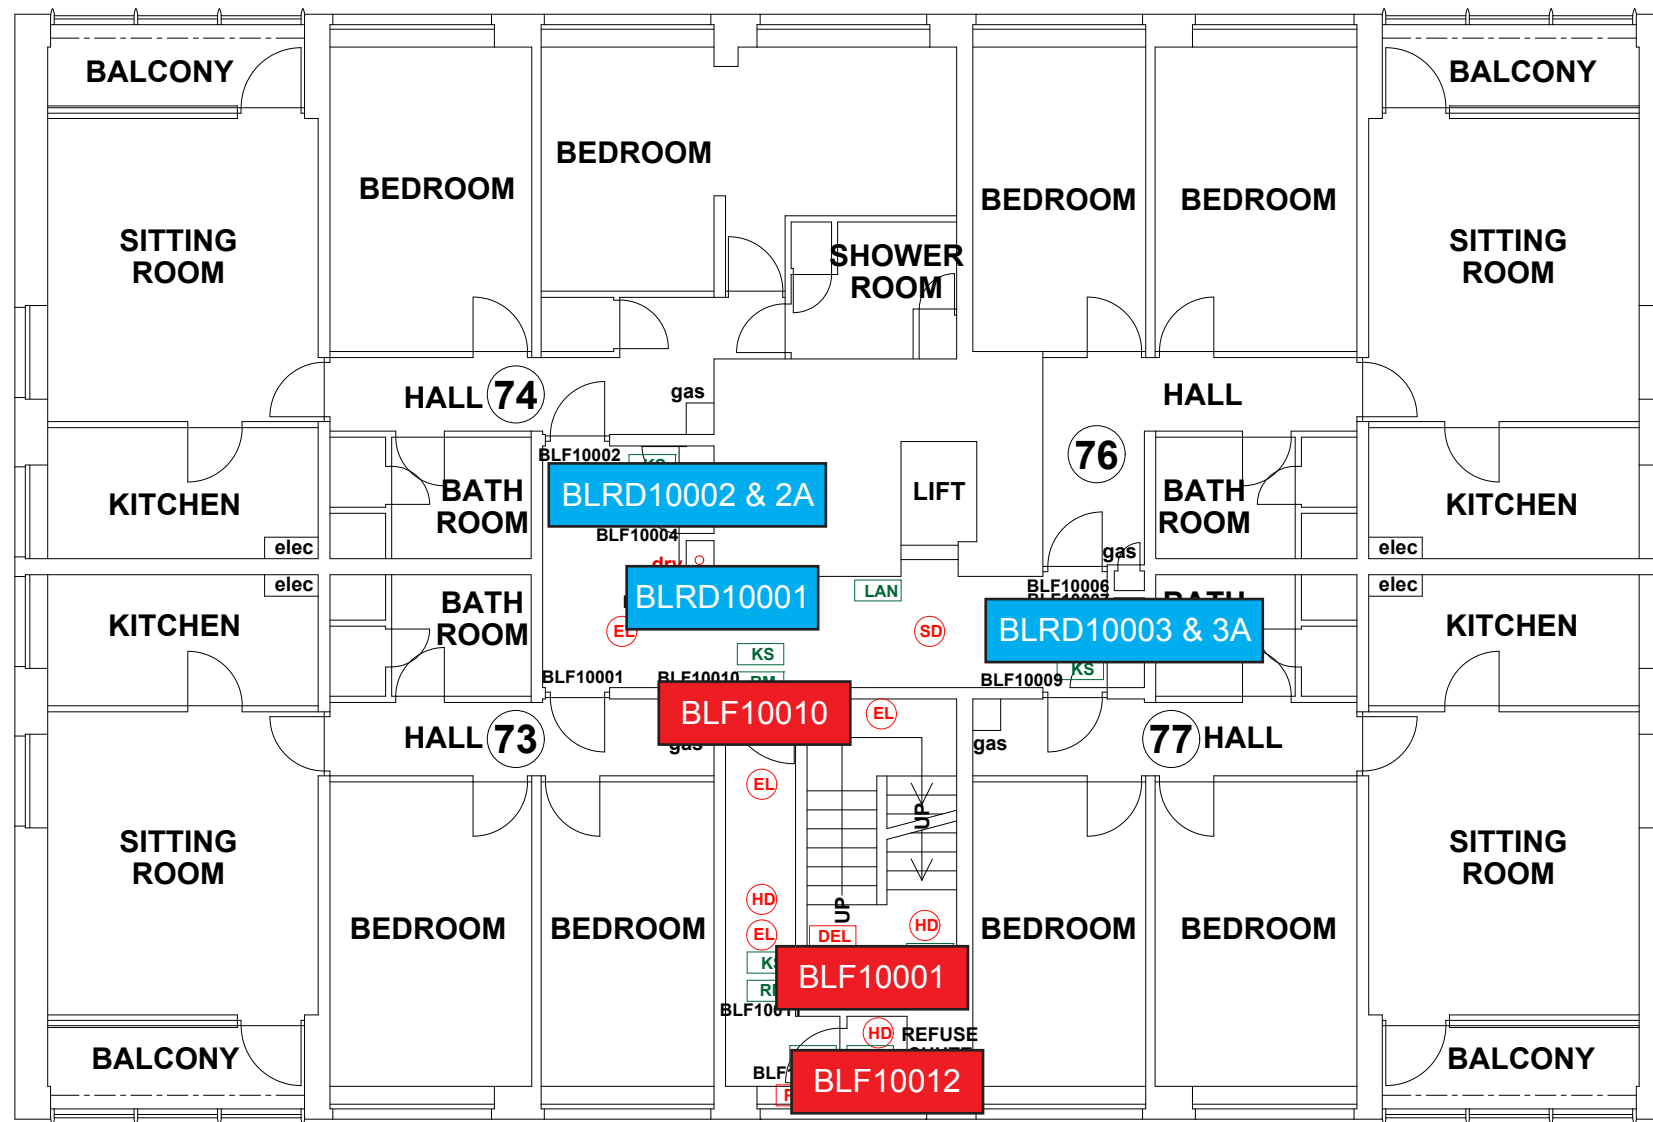 BALCONY
BALCONY
BEDROOM
BEDROOM
BEDROOM
BEDROOM
SITTING
ROOM
SHOWER
ROOM
SITTING
ROOM
HALL
74
gas
HALL
BLF10002
76
KITCHEN
BATH
ROOM
BLRD10002 & 2A
LIFT
BATH
ROOM
KITCHEN
elec
BLF10004
gas
elec
elec
dry
BLF10006
elec
KITCHEN
BATH
ROOM
BLRD10001
LAN
BATH
KITCHEN
EL
SD
BLRD10003 & 3A
KS
KS
BLF10001
BLF10010
BLF10009
BLF10010
EL
HALL
73
gas
gas
77
HALL
EL
UP
SITTING
ROOM
SITTING
ROOM
HD
UP
BEDROOM
BEDROOM
EL
DEL
HD
BEDROOM
BEDROOM
BLF10001
HD
REFUSE
BALCONY
BALCONY
BLF10012